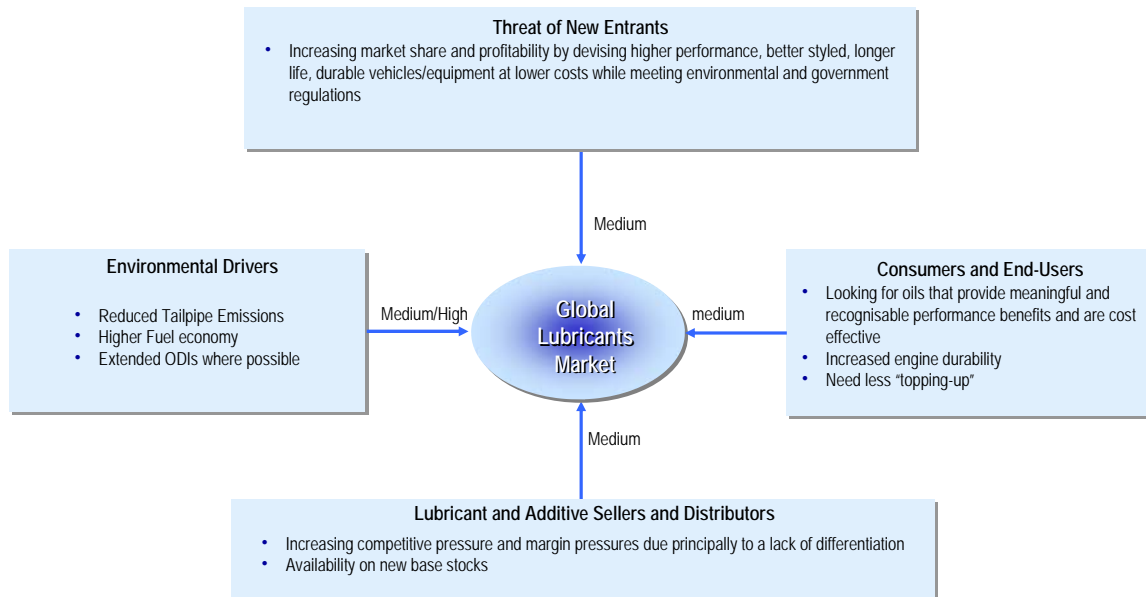 Threat of New Entrants
• Increasing market share and profitability by devising higher performance, better styled, longer
life, durable vehicles/equipment at lower costs while meeting environmental and government
regulations
Medium
Environmental Drivers
• Reduced Tailpipe Emissions
• Higher Fuel economy
• Extended ODIs where possible
Medium/High
Global
Lubricants
Market
medium
Consumers and End-Users
• Looking for oils that provide meaningful and
recognisable performance benefits and are cost
effective
• Increased engine durability
• Need less “topping-up”
Medium
Lubricant and Additive Sellers and Distributors
• Increasing competitive pressure and margin pressures due principally to a lack of differentiation
• Availability on new base stocks